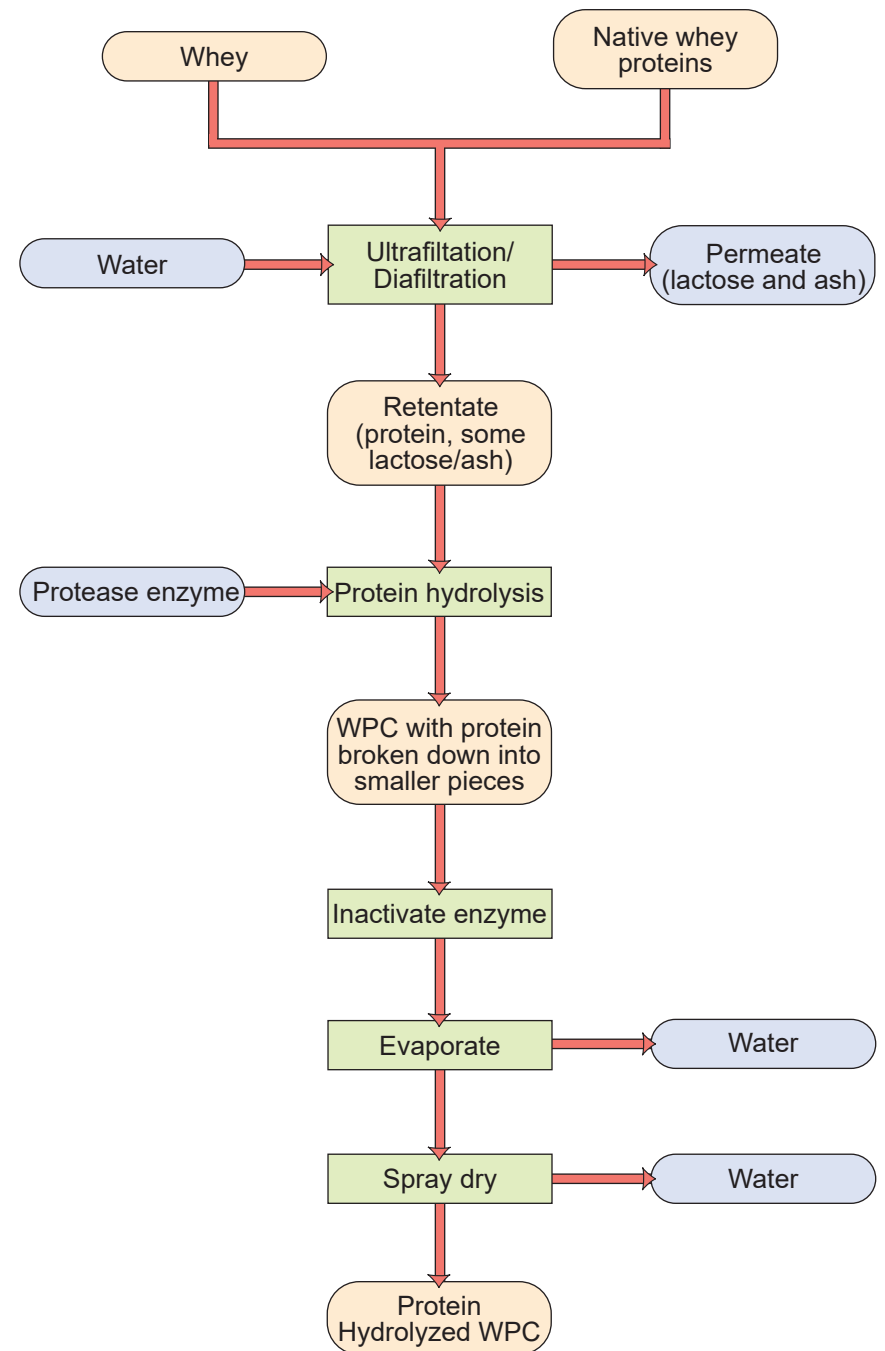 Whey
Native whey
proteins
Water
Ultrafiltation/
Diafiltration
Permeate
(lactose and ash)
Retentate
(protein, some
lactose/ash)
Protease enzyme
Protein hydrolysis
WPC with protein
broken down into
smaller pieces
Inactivate enzyme
Evaporate
Water
Spray dry
Water
Protein
Hydrolyzed WPC